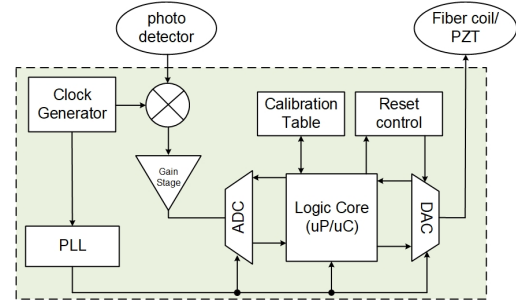 photo
detector
Fiber coil/
PZT
Clock
Generator
Calibration
Table
Reset
control
Gain
Stage
ADC
Logic Core
(uP/uC)
DAC
PLL